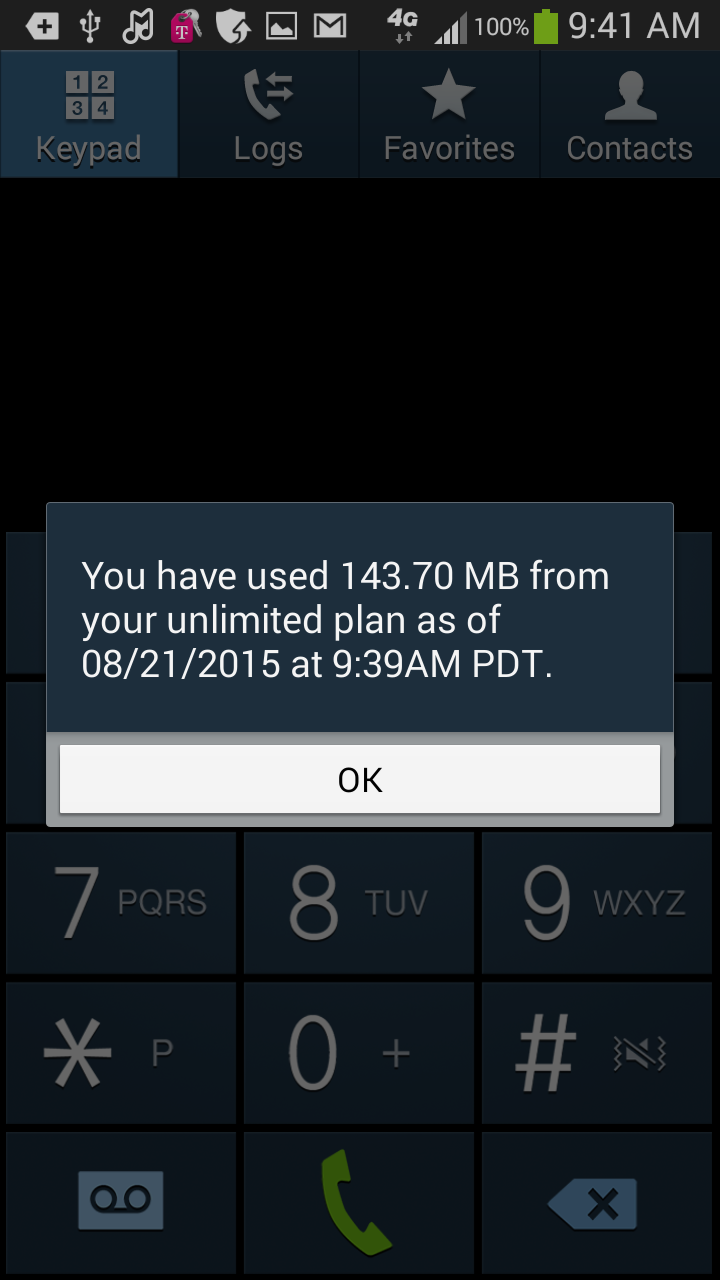 4G 100% 9:41 AM
1 2
3 4
Keypad Logs Favorites Contacts
You have used 143.70 MB from
your unlimited plan as of
08/21/2015 at 9:39AM PDT.
OK
7 PQRS 8 TUV 9 WXYZ
* P 0 + #